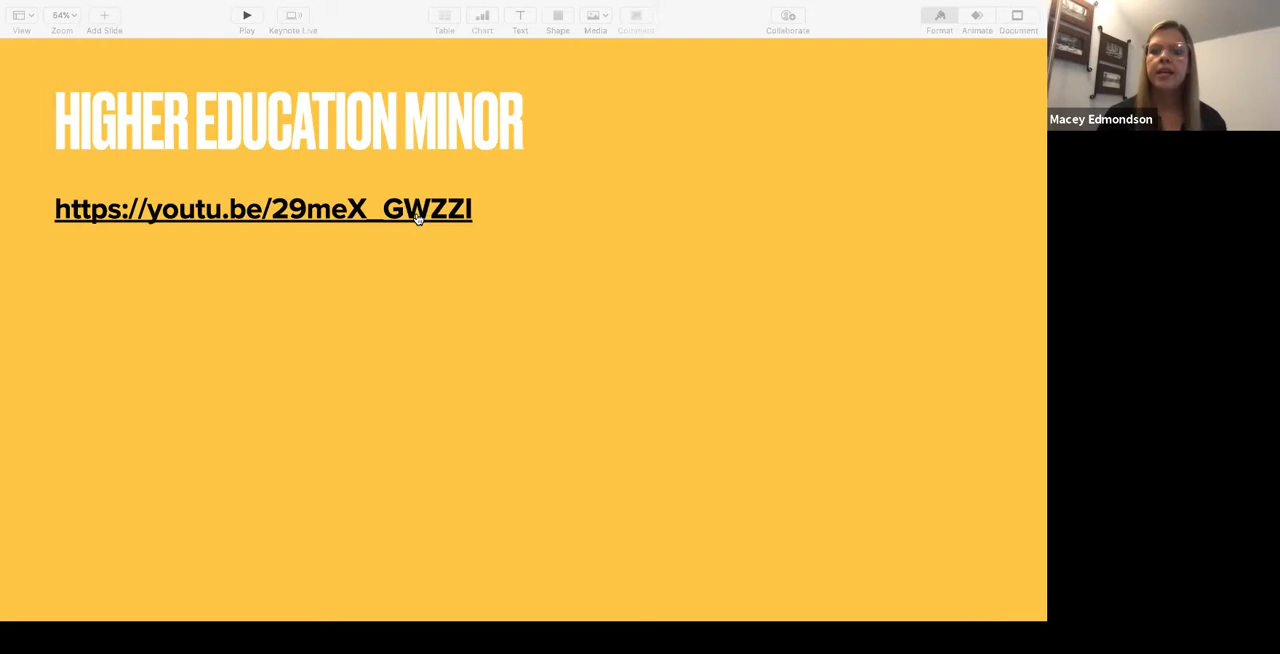 View
54%
Zoom
Add Slide
Play
Keynote Live
Table
Chart
Text
Shape
Media
Comment
Collaborate
Format
Animate
Document
HIGHER EDUCATION MINOR
https://youtu.be/29meX_GWZZI
Macey Edmondson